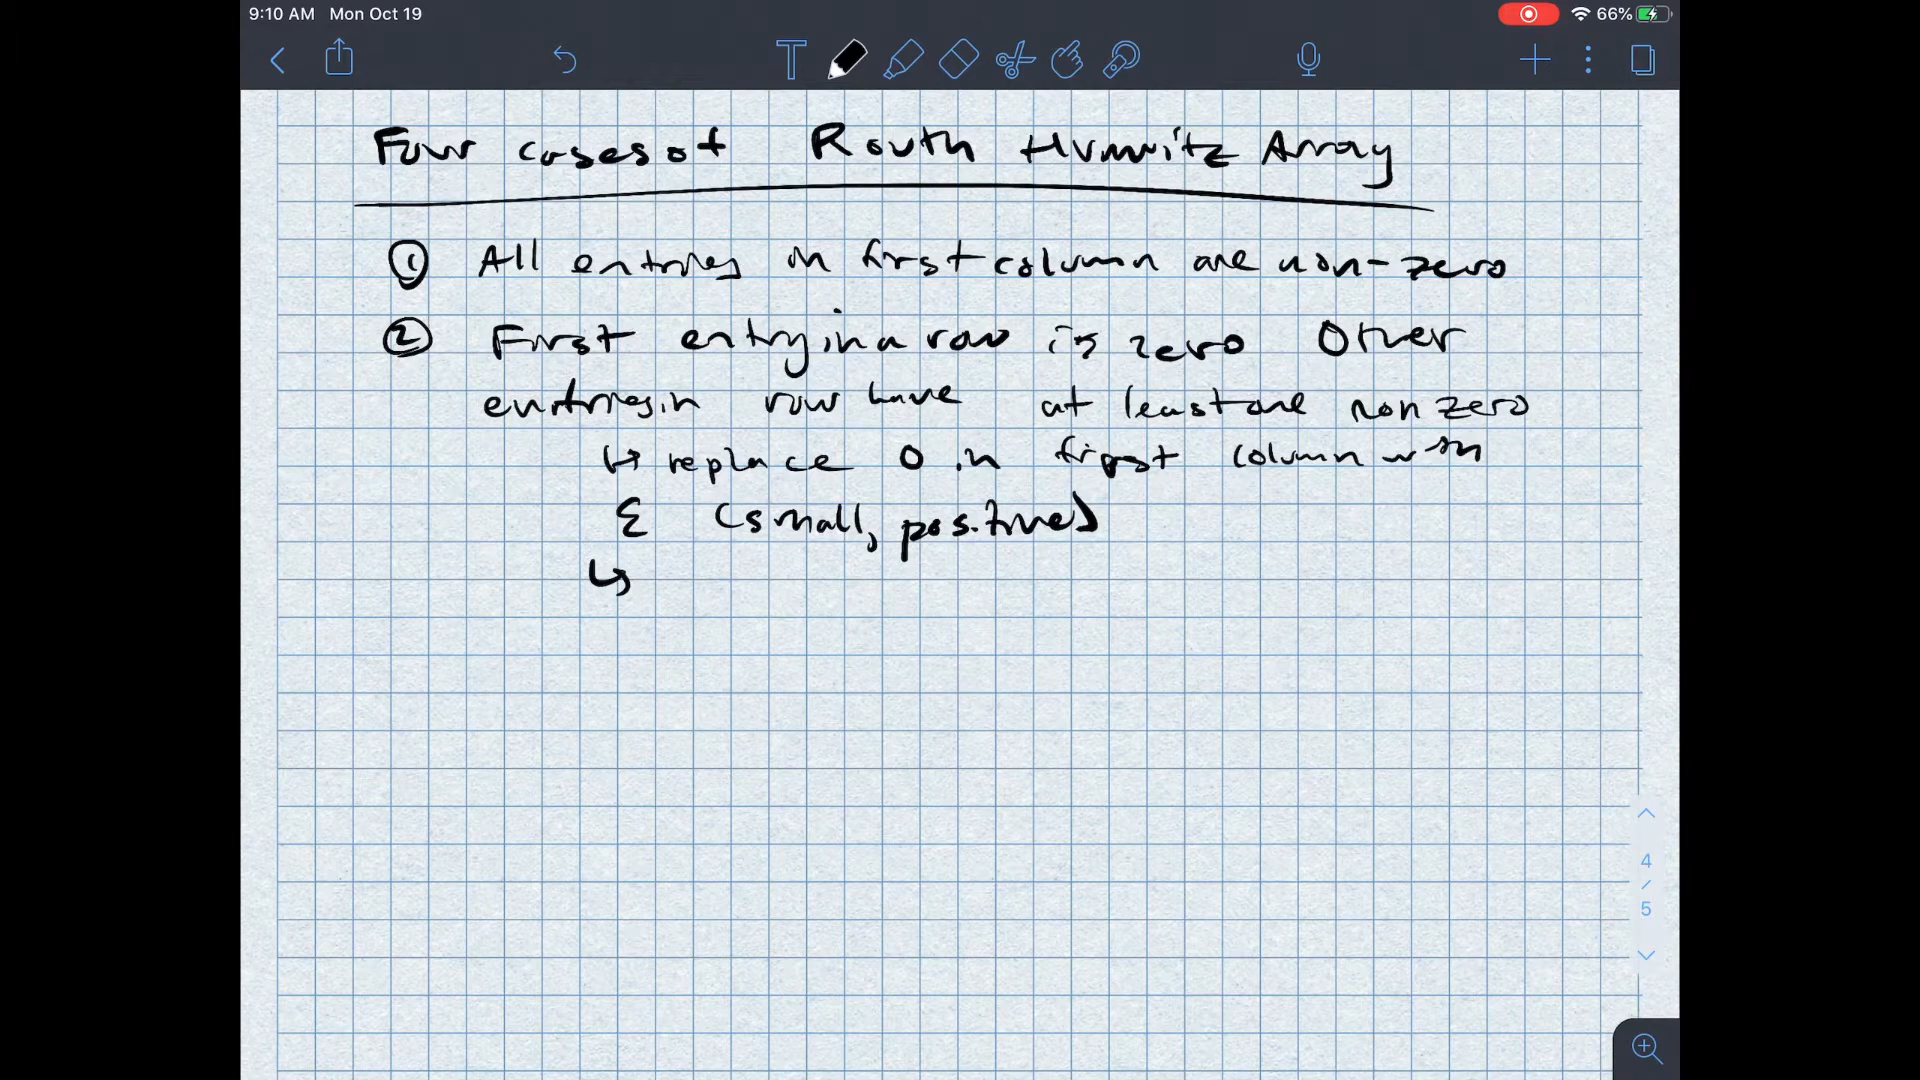 9:10 AM Mon Oct 19
66%
T
Four cases of Routh Hurwitz Array
① All entries in first column are non-zero
② First entry in a row is zero Other
entries in row have at least one non zero
↳ replace 0 in first column with
ε (small, positive)
↳
4
/
5